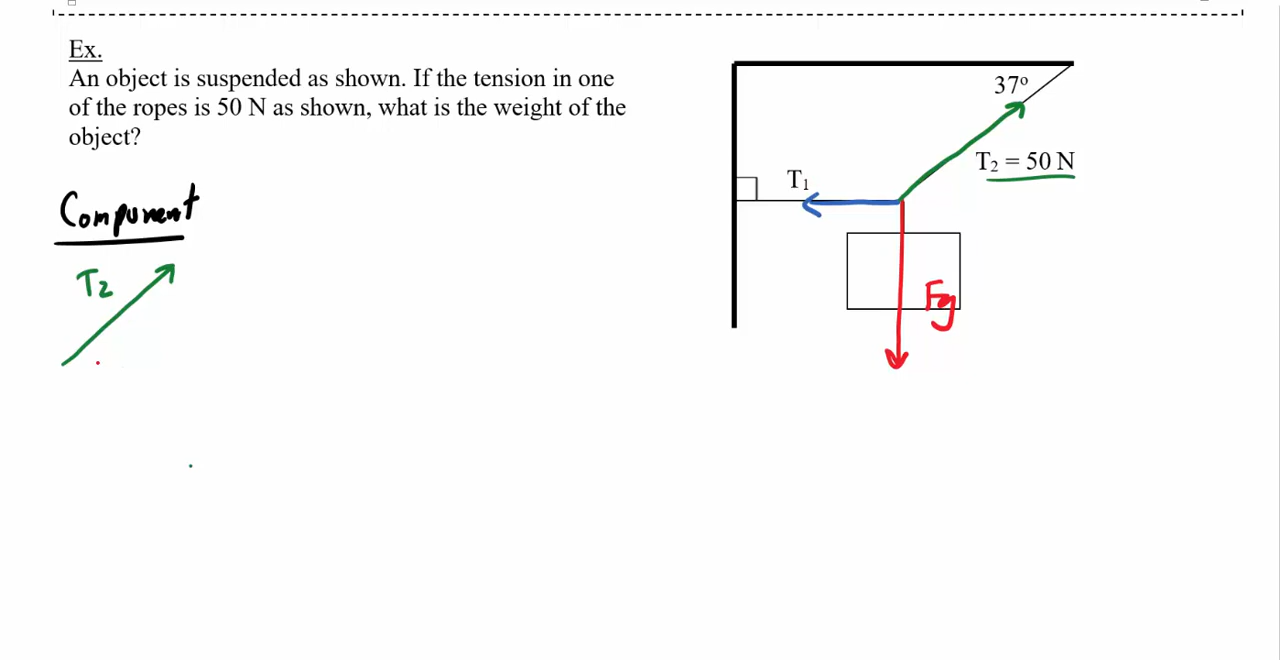 Ex.
An object is suspended as shown. If the tension in one
of the ropes is 50 N as shown, what is the weight of the
object?
Component
T2
37º
T₂ = 50 N
T₁
Fg